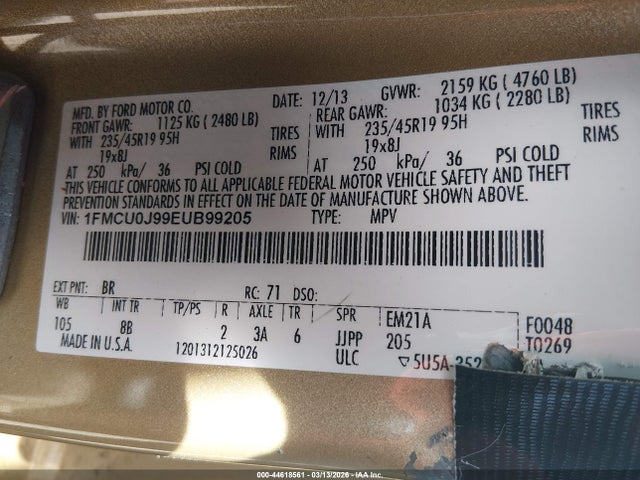 MFD. BY FORD MOTOR CO.
DATE: 12/13 GVWR: 2159 KG ( 4760 LB)
FRONT GAWR: 1125 KG ( 2480 LB) REAR GAWR: 1034 KG ( 2280 LB)
WITH 235/45R19 95H TIRES WITH 235/45R19 95H TIRES
19x8J RIMS 19x8J RIMS
AT 250 kPa/ 36 PSI COLD AT 250 kPa/ 36 PSI COLD
THIS VEHICLE CONFORMS TO ALL APPLICABLE FEDERAL MOTOR VEHICLE SAFETY AND THEFT
PREVENTION STANDARDS IN EFFECT ON THE DATE OF MANUFACTURE SHOWN ABOVE.
VIN: 1FMCU0J99EUB99205 TYPE: MPV
EXT PNT: BR RC: 71 DSO:
WB INT TR TP/PS R AXLE TR SPR EM21A F0048
105 8B 2 3A 6 JJPP 205 T0269
MADE IN U.S.A. 1201312125026 ULC ▽5U5A-352
000-44618561 - 03/13/2026 - IAA Inc.